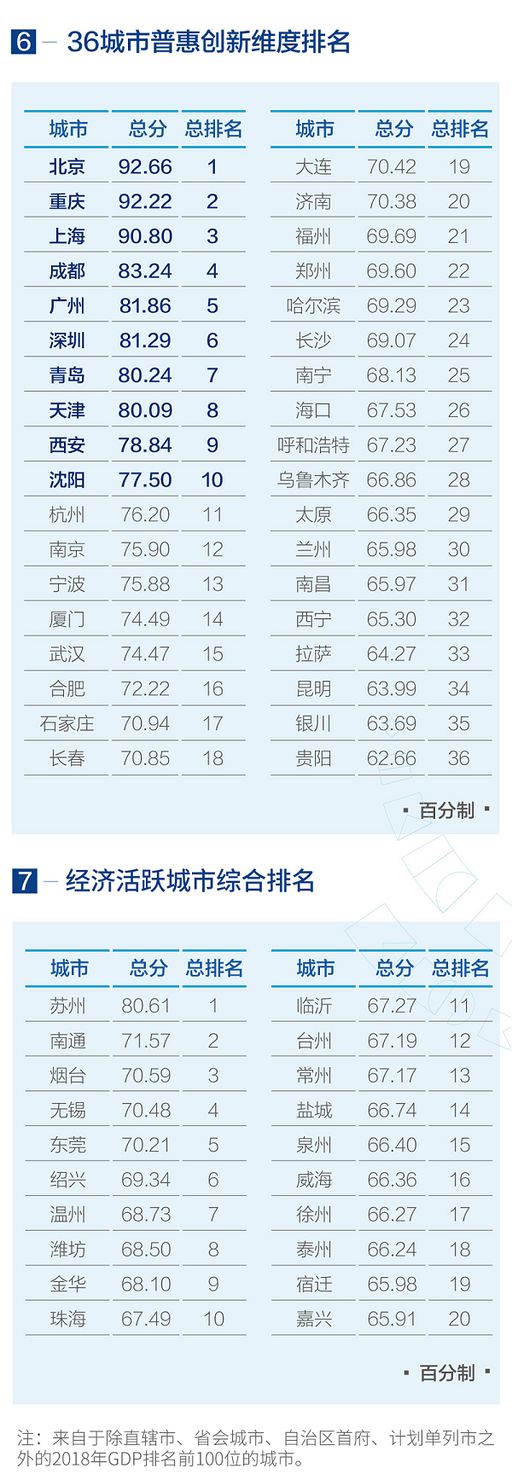 6 — 36城市普惠创新维度排名
城市 总分 总排名 城市 总分 总排名
北京 92.66 1 大连 70.42 19
重庆 92.22 2 济南 70.38 20
上海 90.80 3 福州 69.69 21
成都 83.24 4 郑州 69.60 22
广州 81.86 5 哈尔滨 69.29 23
深圳 81.29 6 长沙 69.07 24
青岛 80.24 7 南宁 68.13 25
天津 80.09 8 海口 67.53 26
西安 78.84 9 呼和浩特 67.23 27
沈阳 77.50 10 乌鲁木齐 66.86 28
杭州 76.20 11 太原 66.35 29
南京 75.90 12 兰州 65.98 30
宁波 75.88 13 南昌 65.97 31
厦门 74.49 14 西宁 65.30 32
武汉 74.47 15 拉萨 64.27 33
合肥 72.22 16 昆明 63.99 34
石家庄 70.94 17 银川 63.69 35
长春 70.85 18 贵阳 62.66 36
▪ 百分制 ▪
7 — 经济活跃城市综合排名
城市 总分 总排名 城市 总分 总排名
苏州 80.61 1 临沂 67.27 11
南通 71.57 2 台州 67.19 12
烟台 70.59 3 常州 67.17 13
无锡 70.48 4 盐城 66.74 14
东莞 70.21 5 泉州 66.40 15
绍兴 69.34 6 威海 66.36 16
温州 68.73 7 徐州 66.27 17
潍坊 68.50 8 泰州 66.24 18
金华 68.10 9 宿迁 65.98 19
珠海 67.49 10 嘉兴 65.91 20
▪ 百分制 ▪
注：来自于除直辖市、省会城市、自治区首府、计划单列市之
外的2018年GDP排名前100位的城市。